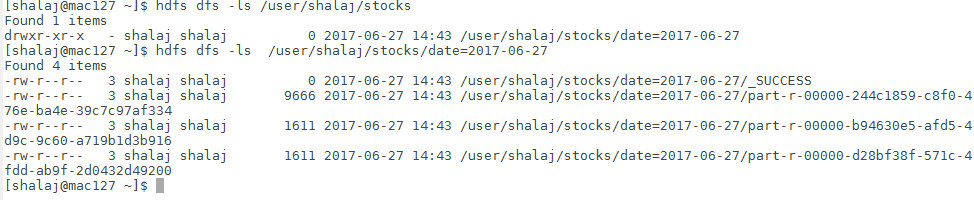 [shalaj@mac127 ~]$ hdfs dfs -ls /user/shalaj/stocks
Found 1 items
drwxr-xr-x   - shalaj shalaj          0 2017-06-27 14:43 /user/shalaj/stocks/date=2017-06-27
[shalaj@mac127 ~]$ hdfs dfs -ls  /user/shalaj/stocks/date=2017-06-27
Found 4 items
-rw-r--r--   3 shalaj shalaj          0 2017-06-27 14:43 /user/shalaj/stocks/date=2017-06-27/_SUCCESS
-rw-r--r--   3 shalaj shalaj       9666 2017-06-27 14:43 /user/shalaj/stocks/date=2017-06-27/part-r-00000-244c1859-c8f0-4
76e-ba4e-39c7c97af334
-rw-r--r--   3 shalaj shalaj       1611 2017-06-27 14:43 /user/shalaj/stocks/date=2017-06-27/part-r-00000-b94630e5-afd5-4
d9c-9c60-a719b1d3b916
-rw-r--r--   3 shalaj shalaj       1611 2017-06-27 14:43 /user/shalaj/stocks/date=2017-06-27/part-r-00000-d28bf38f-571c-4
fdd-ab9f-2d0432d49200
[shalaj@mac127 ~]$